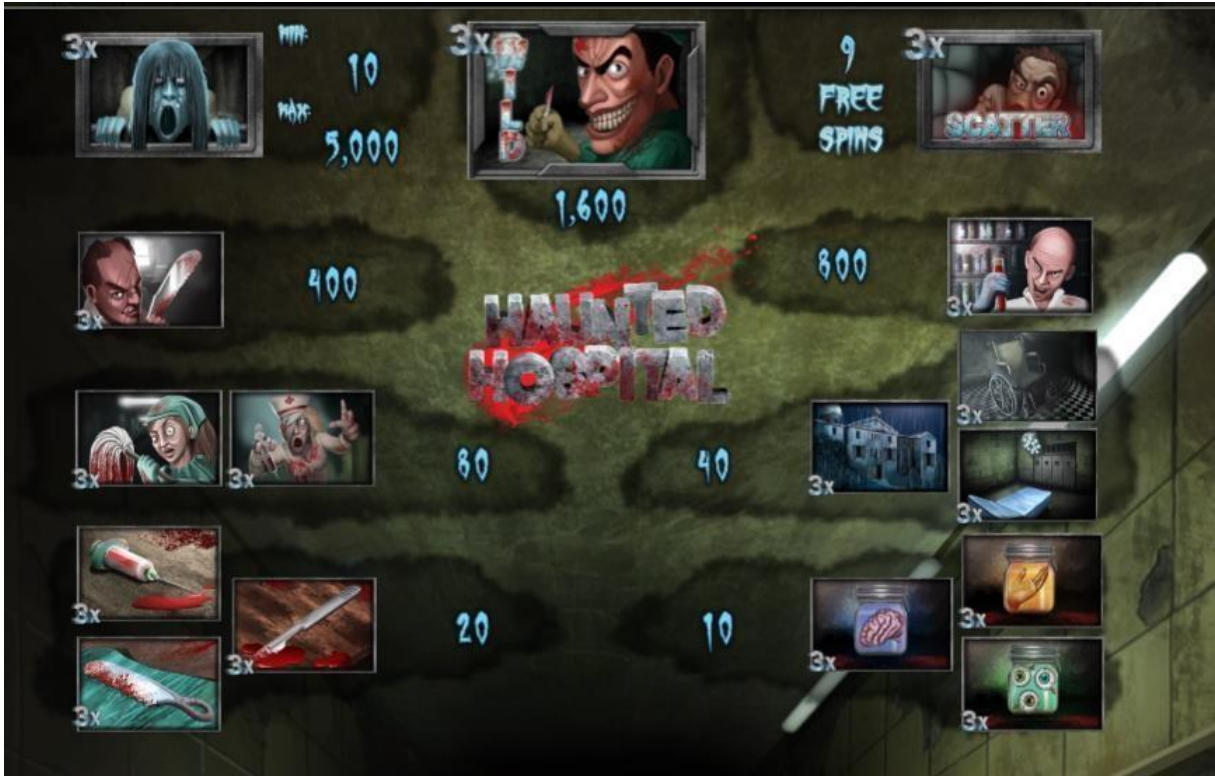 3x
MIN:
10
MAX:
5,000
3x
WILD
1,600
9
FREE
SPINS
3x
SCATTER
3x
400
HAUNTED
HOSPITAL
800
3x
3x
3x
3x
80
40
3x
3x
3x
3x
3x
20
10
3x
3x
3x